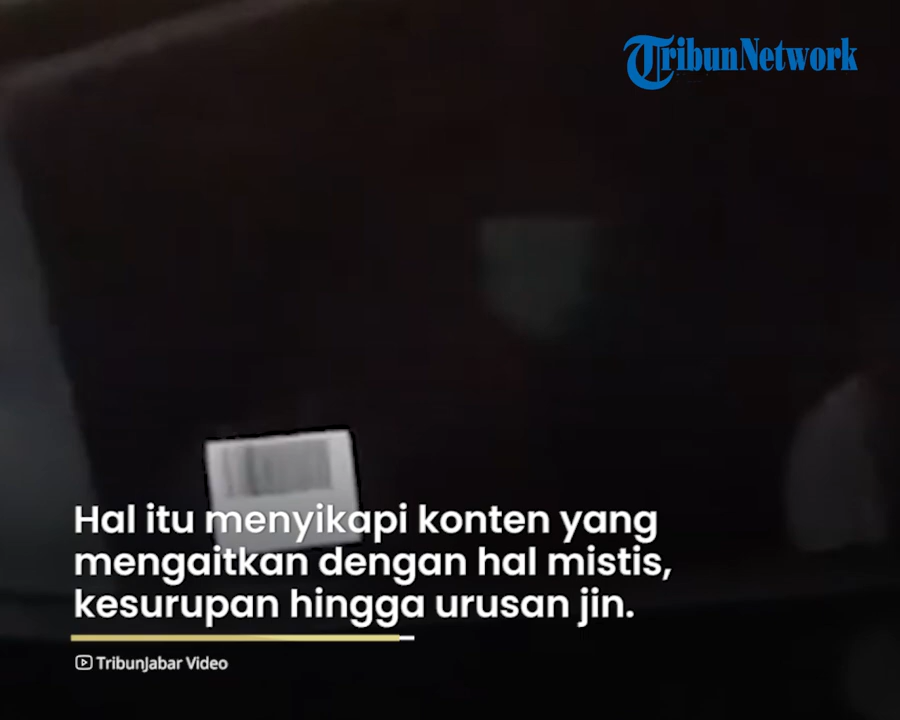 TribunNetwork
Hal itu menyikapi konten yang
mengaitkan dengan hal mistis,
kesurupan hingga urusan jin.
TribunJabar Video